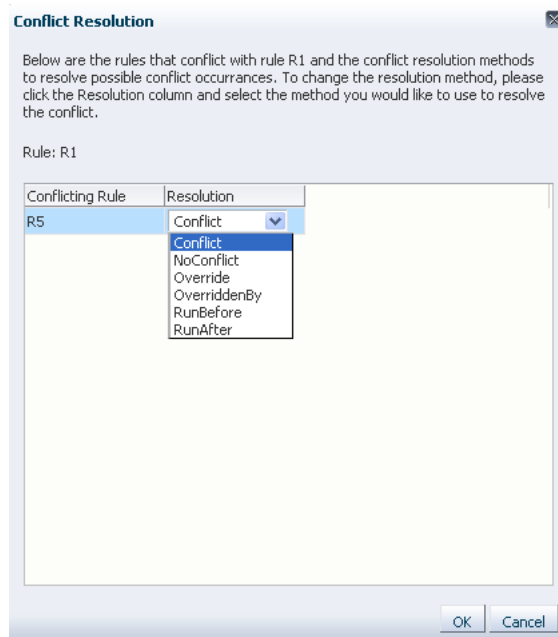 Conflict Resolution
Below are the rules that conflict with rule R1 and the conflict resolution methods
to resolve possible conflict occurrances. To change the resolution method, please
click the Resolution column and select the method you would like to use to resolve
the conflict.
Rule: R1
Conflicting Rule Resolution
R5 Conflict
Conflict
NoConflict
Override
OverriddenBy
RunBefore
RunAfter
OK Cancel